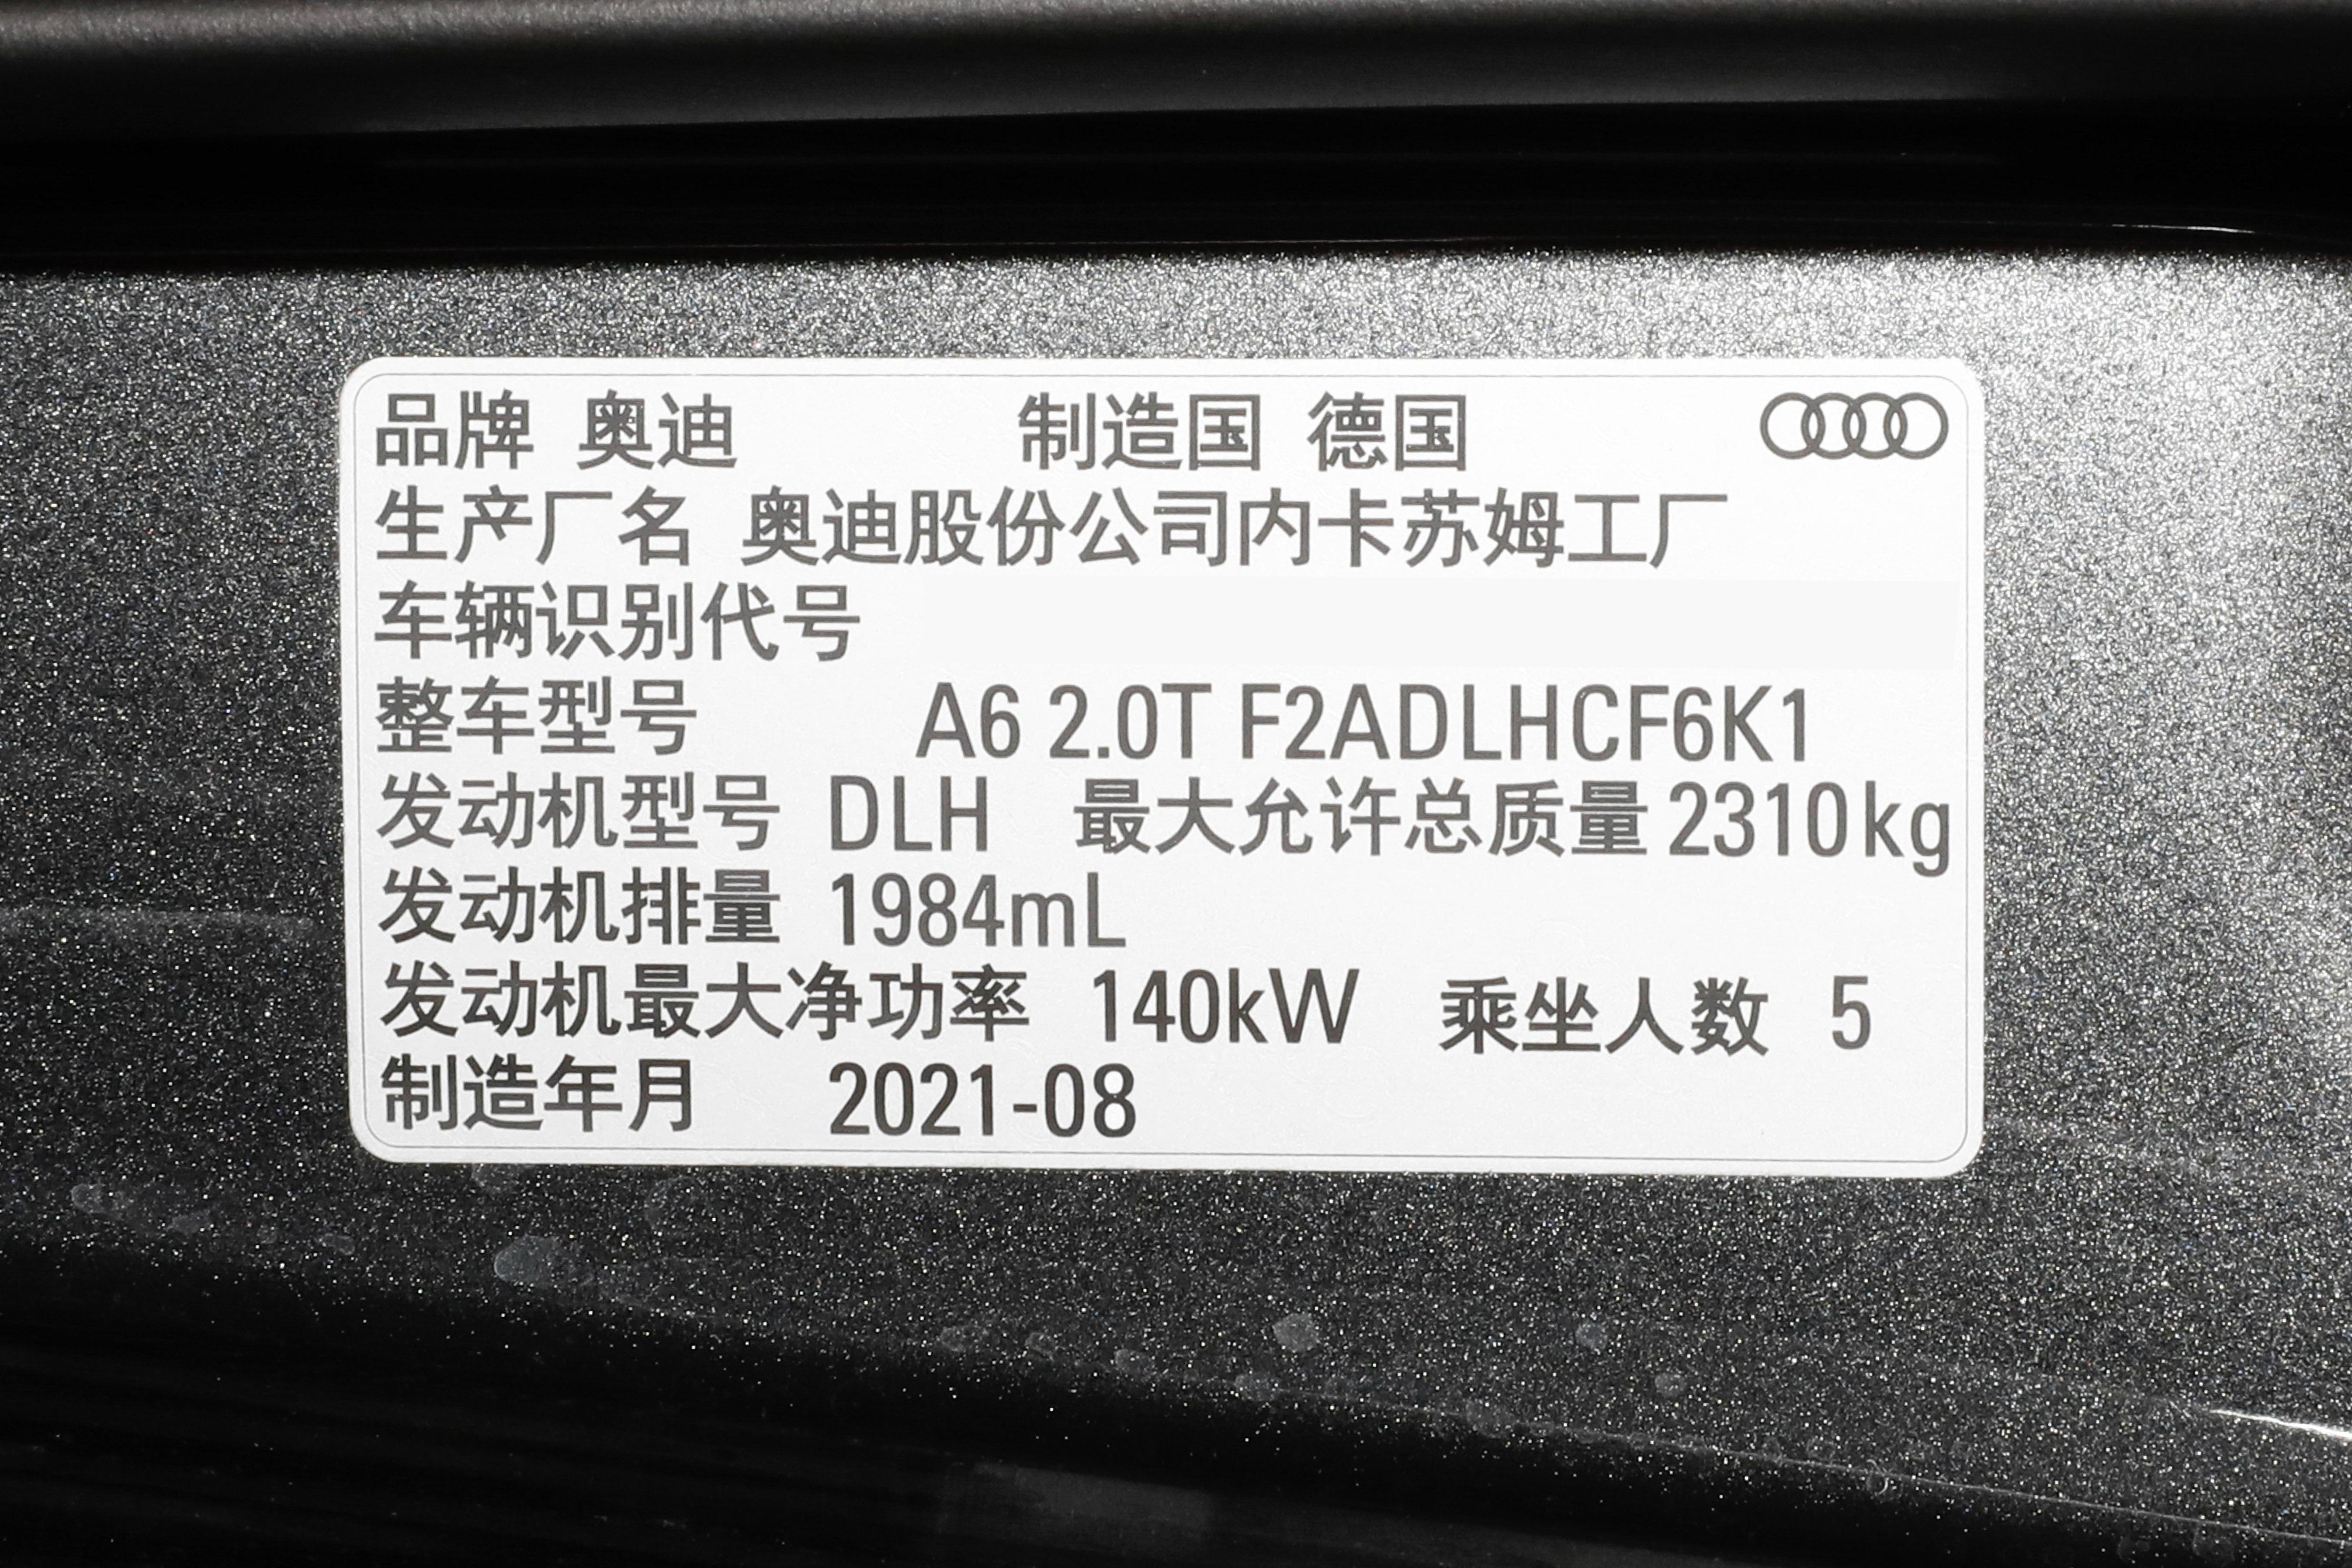 品牌 奥迪 制造国 德国
生产厂名 奥迪股份公司内卡苏姆工厂
车辆识别代号
整车型号 A6 2.0T F2ADLHCF6K1
发动机型号 DLH 最大允许总质量 2310kg
发动机排量 1984mL
发动机最大净功率 140kW 乘坐人数 5
制造年月 2021-08